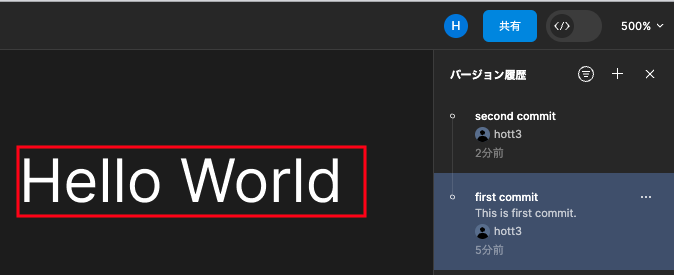 H
共有
</>
500%
バージョン履歴
Hello World
second commit
hott3
2分前
first commit
This is first commit.
hott3
5分前